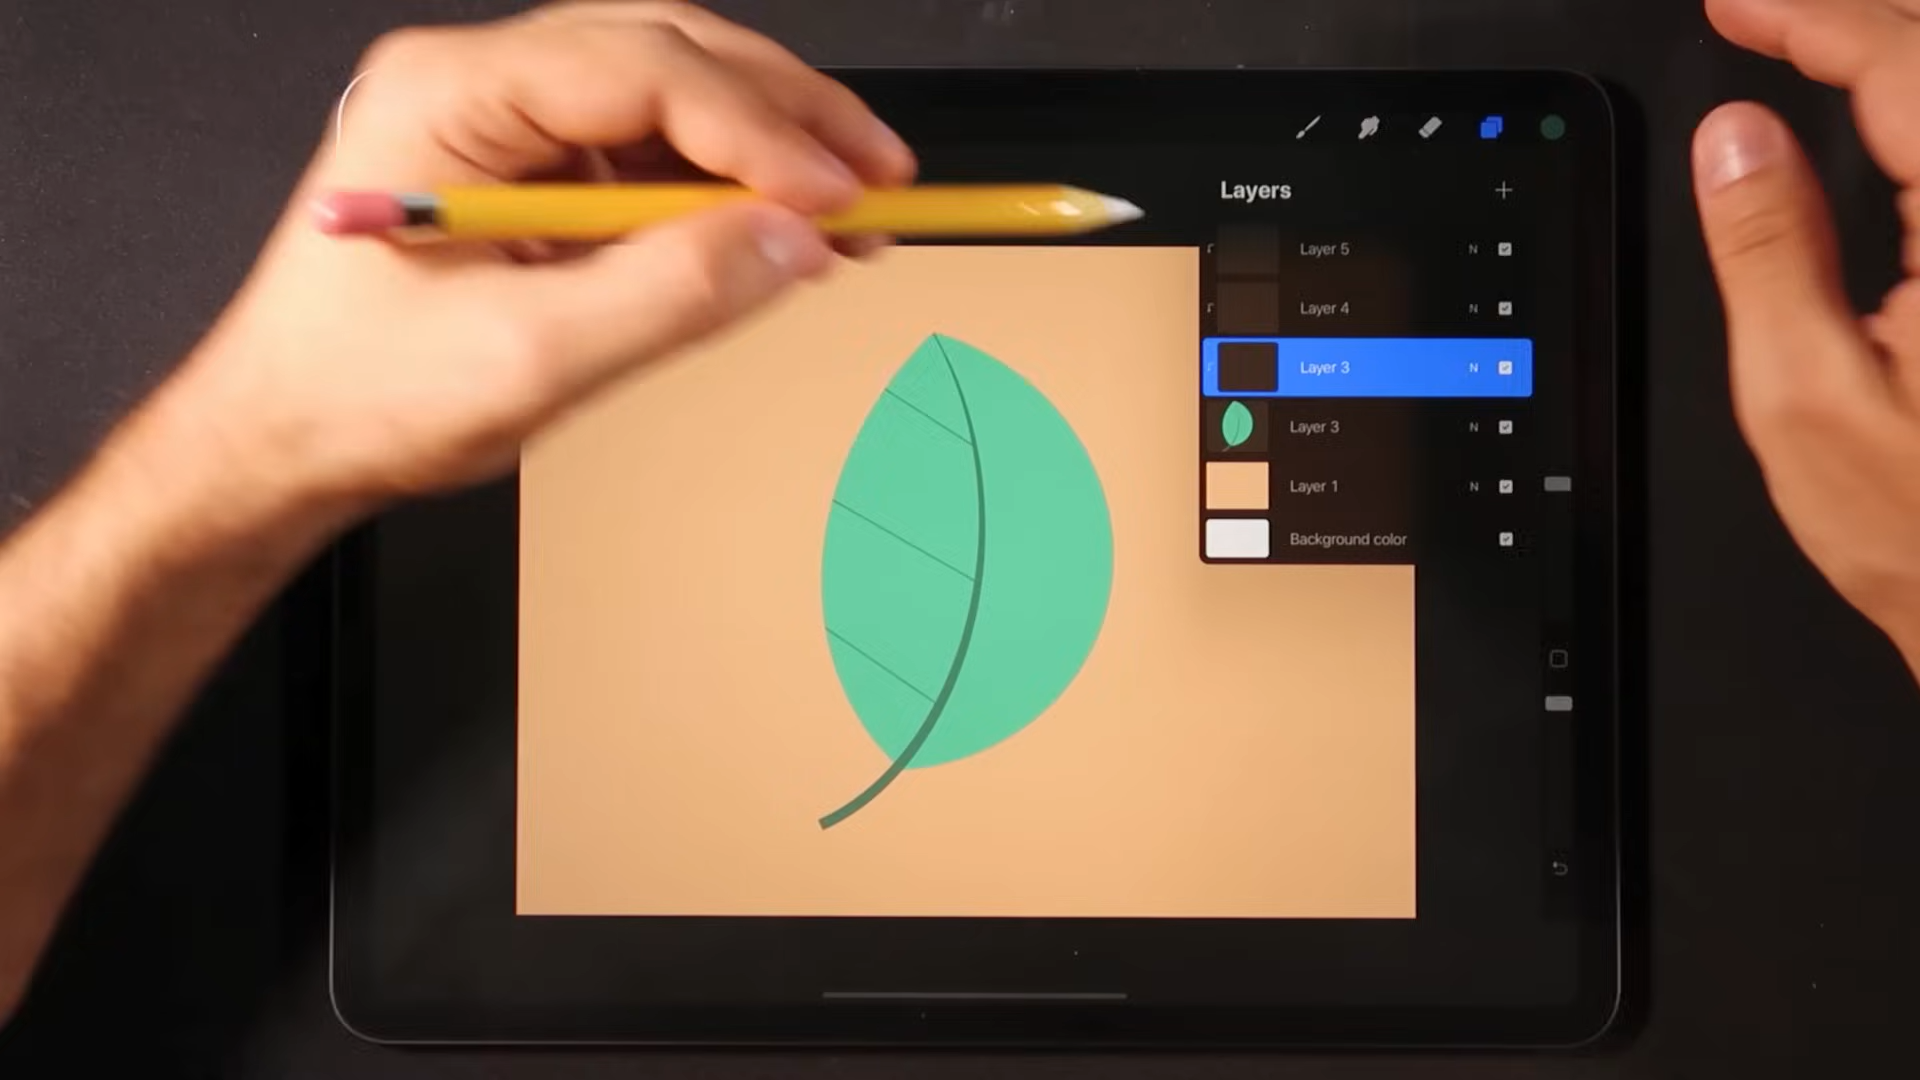 Layers
Layer 5 N
Layer 4 N
Layer 3 N
Layer 3 N
Layer 1 N
Background color